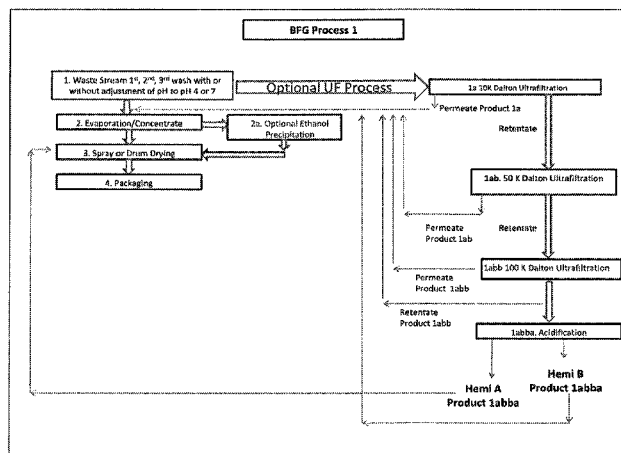 BFG Process 1
1. Waste Stream 1st, 2nd, 3rd wash with or
without adjustment of pH to pH 4 or 7
Optional UF Process
1a 10K Dalton Ultrafiltration
Permeate Product 1a
2. Evaporation/Concentrate
2a. Optional Ethanol
Precipitation
Retentate
3. Spray or Drum Drying
4. Packaging
1ab. 50 K Dalton Ultrafiltration
Permeate
Product 1ab
Retentate
1abb 100 K Dalton Ultrafiltration
Permeate
Product 1abb
Retentate
Product 1abb
1abba. Acidification
Hemi A
Product 1abba
Hemi B
Product 1abba